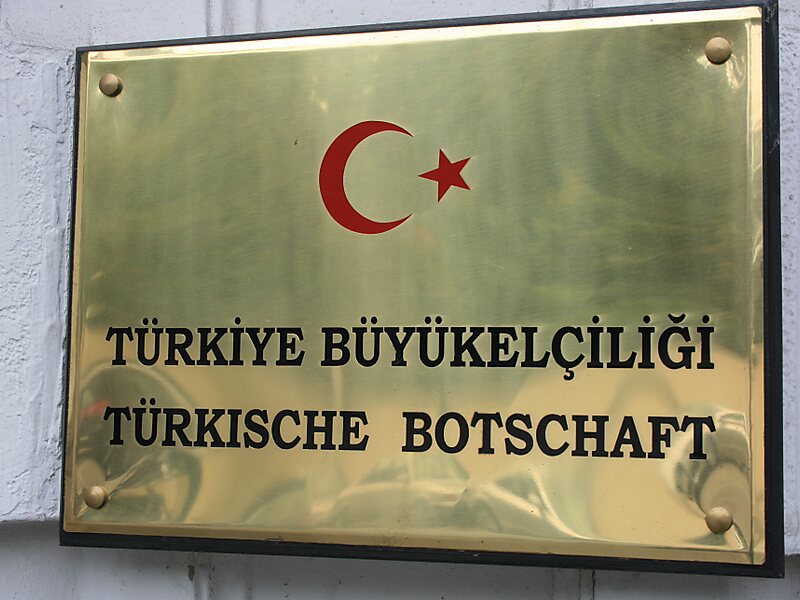 TÜRKİYE BÜYÜKELÇİLİĞİ
TÜRKISCHE BOTSCHAFT